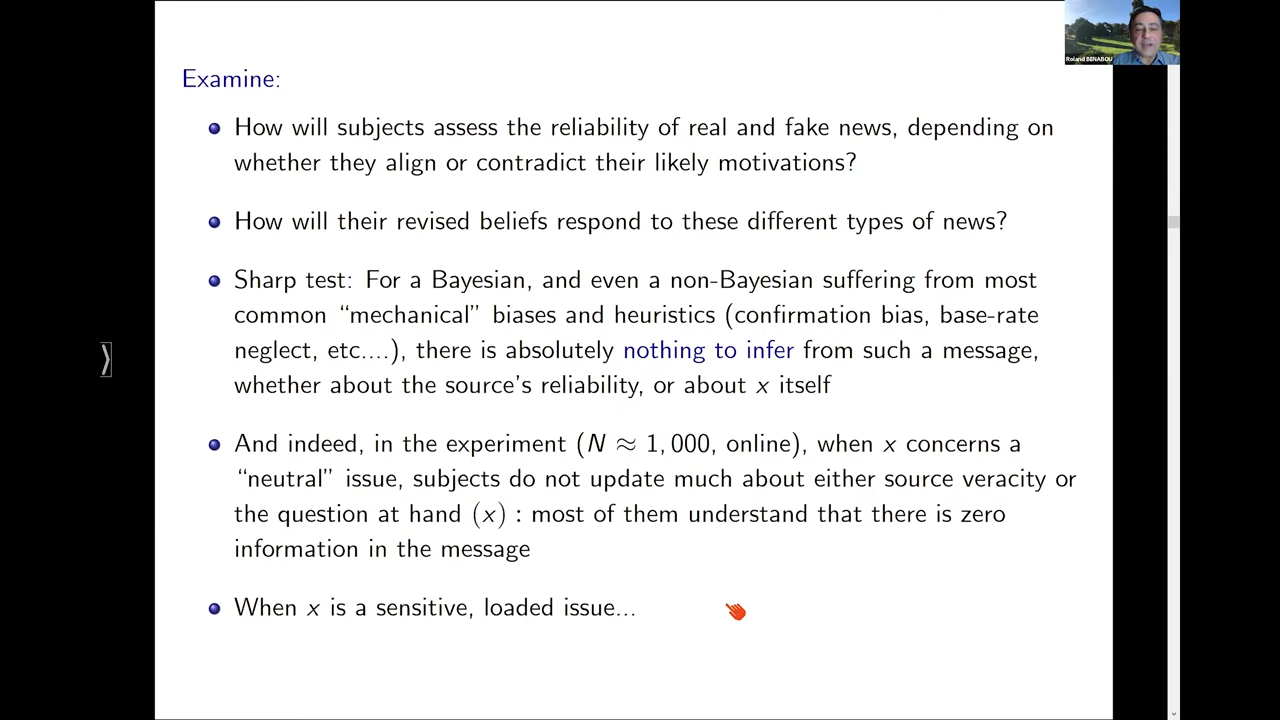 Roland BENABOU
Examine:
How will subjects assess the reliability of real and fake news, depending on
whether they align or contradict their likely motivations?
How will their revised beliefs respond to these different types of news?
Sharp test: For a Bayesian, and even a non-Bayesian suffering from most
common “mechanical” biases and heuristics (confirmation bias, base-rate
neglect, etc....), there is absolutely nothing to infer from such a message,
whether about the source's reliability, or about x itself
And indeed, in the experiment (N ≈ 1, 000, online), when x concerns a
“neutral” issue, subjects do not update much about either source veracity or
the question at hand (x) : most of them understand that there is zero
information in the message
When x is a sensitive, loaded issue...